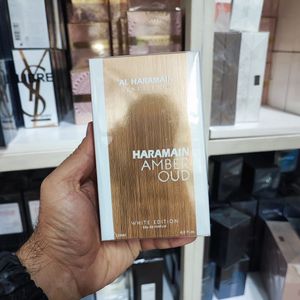 AL HARAMAIN
HARAMAIN
AMBER
OUD
WHITE EDITION
EAU DE PARFUM